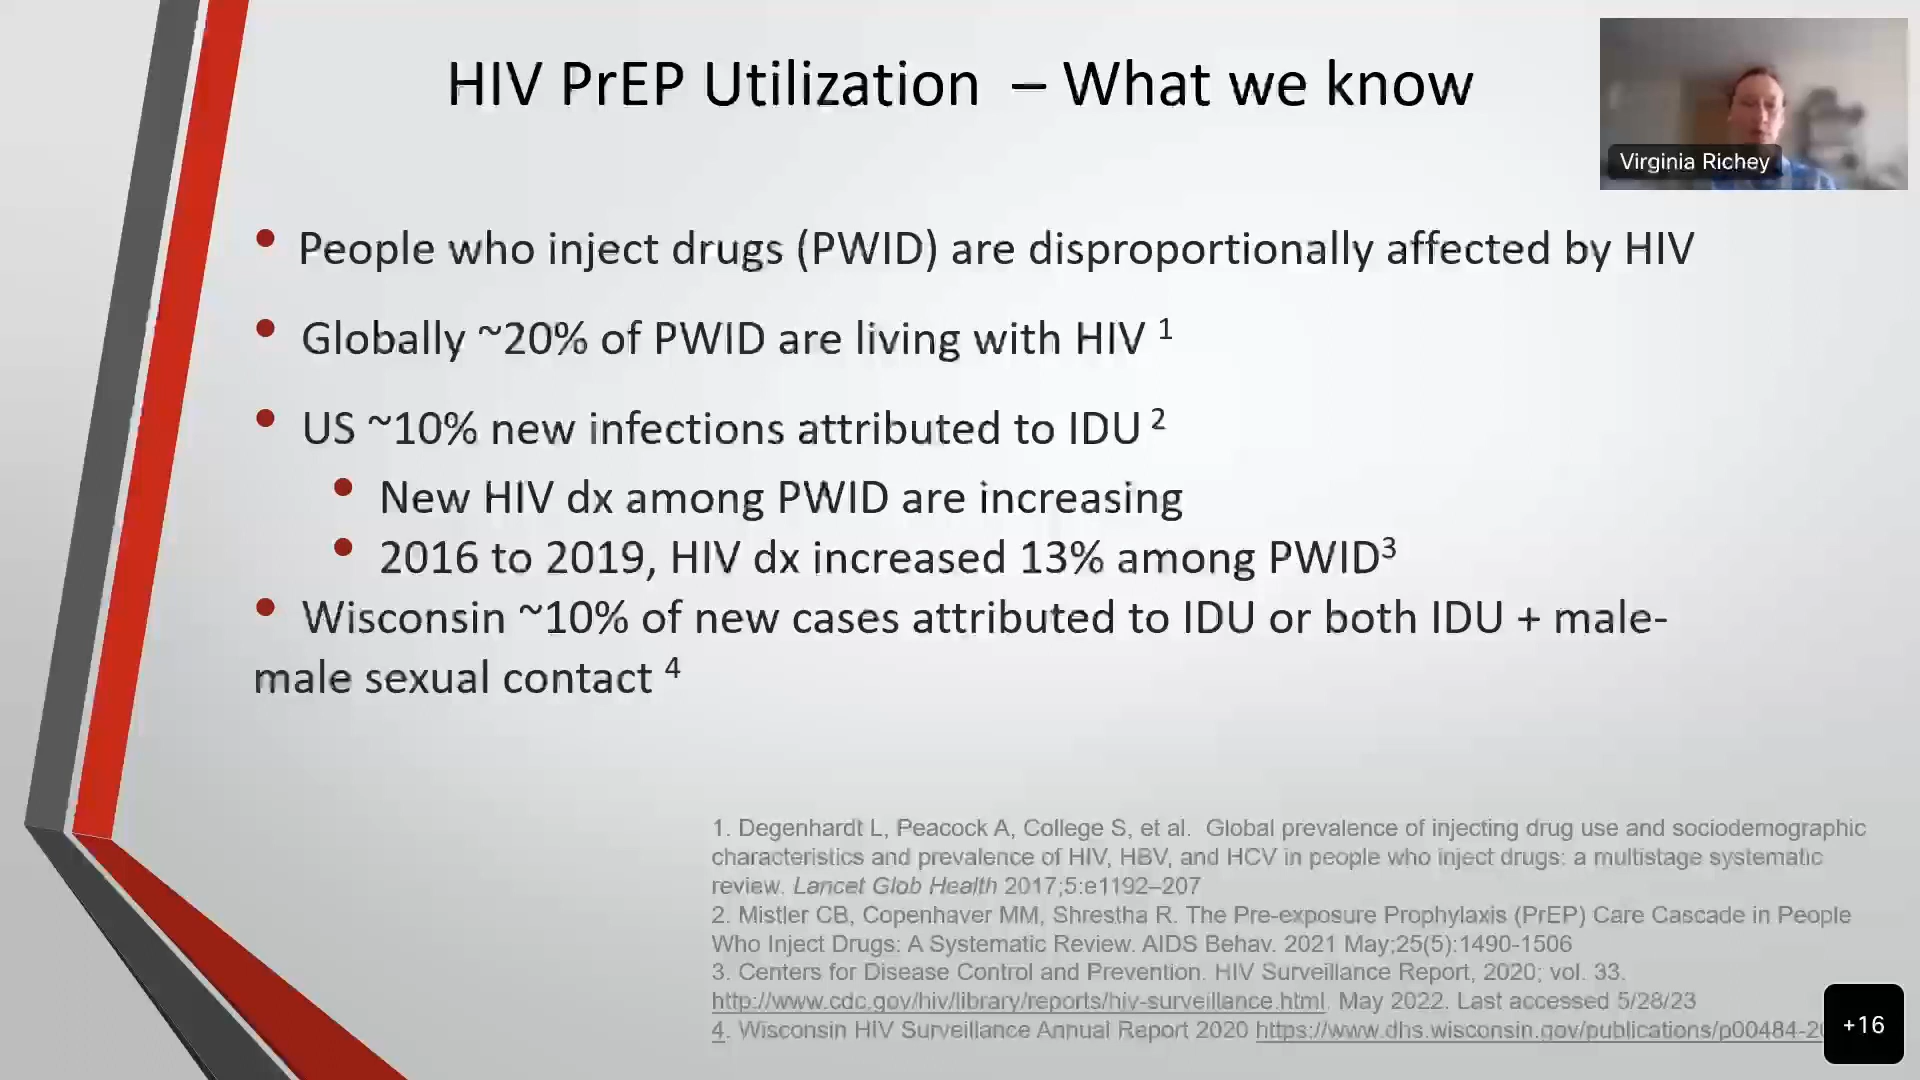 HIV PrEP Utilization – What we know
Virginia Richey
• People who inject drugs (PWID) are disproportionally affected by HIV
• Globally ~20% of PWID are living with HIV ¹
• US ~10% new infections attributed to IDU ²
• New HIV dx among PWID are increasing
• 2016 to 2019, HIV dx increased 13% among PWID³
• Wisconsin ~10% of new cases attributed to IDU or both IDU + male-
male sexual contact ⁴
1. Degenhardt L, Peacock A, College S, et al. Global prevalence of injecting drug use and sociodemographic
characteristics and prevalence of HIV, HBV, and HCV in people who inject drugs: a multistage systematic
review. Lancet Glob Health 2017;5:e1192–207
2. Mistler CB, Copenhaver MM, Shrestha R. The Pre-exposure Prophylaxis (PrEP) Care Cascade in People
Who Inject Drugs: A Systematic Review. AIDS Behav. 2021 May;25(5):1490-1506
3. Centers for Disease Control and Prevention. HIV Surveillance Report, 2020; vol. 33.
http://www.cdc.gov/hiv/library/reports/hiv-surveillance.html. May 2022. Last accessed 5/28/23
4. Wisconsin HIV Surveillance Annual Report 2020 https://www.dhs.wisconsin.gov/publications/p00484-2
+16